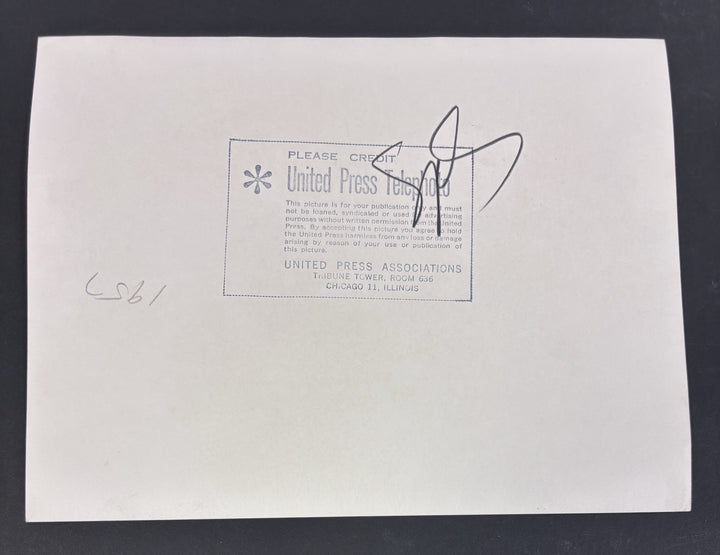 PLEASE CREDIT
* United Press Telephoto
This picture is for your publication only and must
not be loaned, syndicated or used in advertising
purposes without written permission from the United
Press. By accepting this picture you agree to hold
the United Press harmless from any loss or damage
arising by reason of your use or publication of
this picture.
UNITED PRESS ASSOCIATIONS
TRIBUNE TOWER, ROOM 636
CHICAGO 11, ILLINOIS
1957